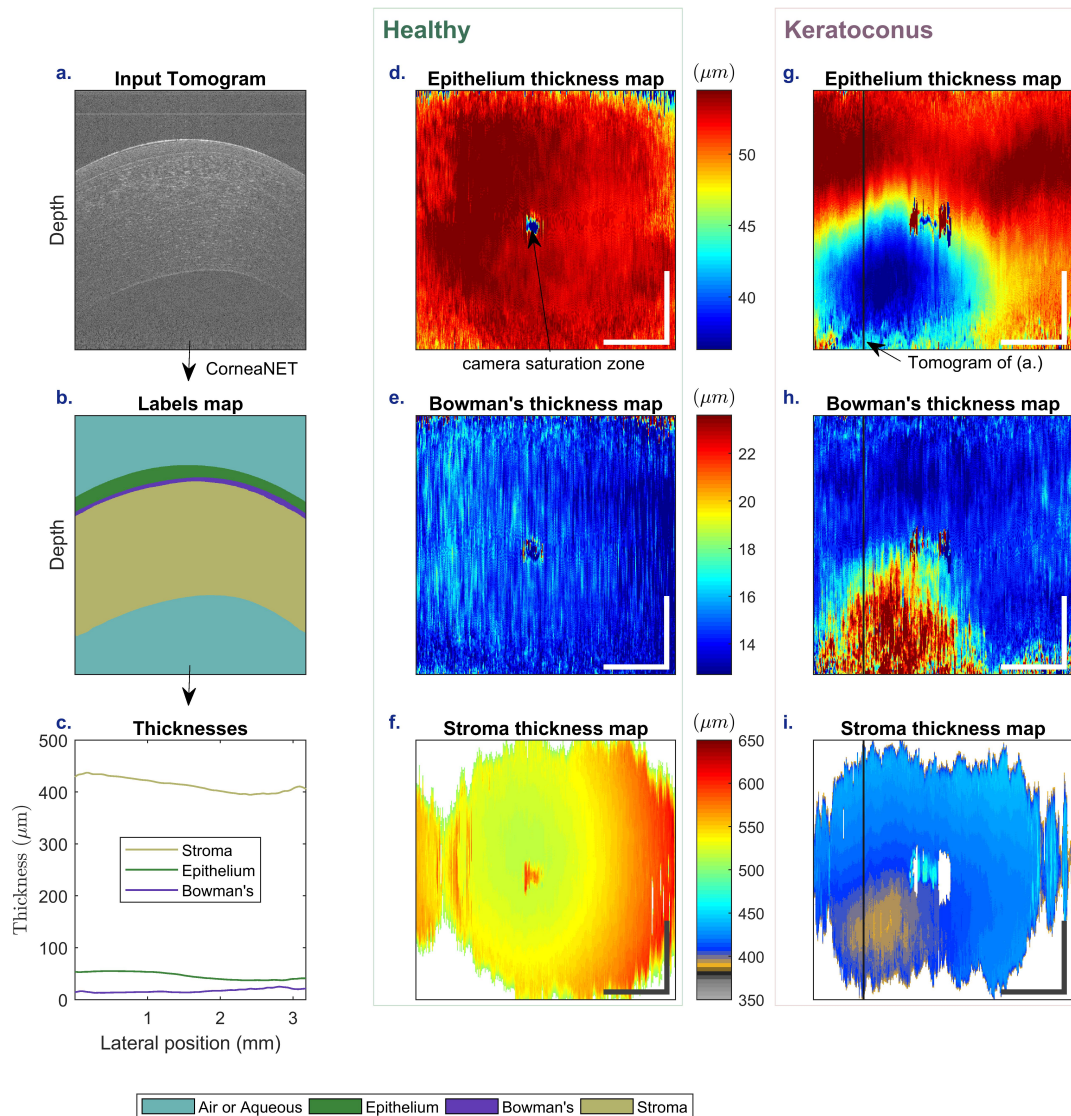 Healthy
Keratoconus
a.
Input Tomogram
Depth
CorneaNET
d.
Epithelium thickness map
(μm)
50
45
40
camera saturation zone
g.
Epithelium thickness map
Tomogram of (a.)
b.
Labels map
Depth
e.
Bowman's thickness map
(μm)
22
20
18
16
14
h.
Bowman's thickness map
c.
Thicknesses
500
400
300
200
100
0
Thickness (μm)
Stroma
Epithelium
Bowman's
1
2
3
Lateral position (mm)
f.
Stroma thickness map
(μm)
650
600
550
500
450
400
350
i.
Stroma thickness map
Air or Aqueous
Epithelium
Bowman's
Stroma